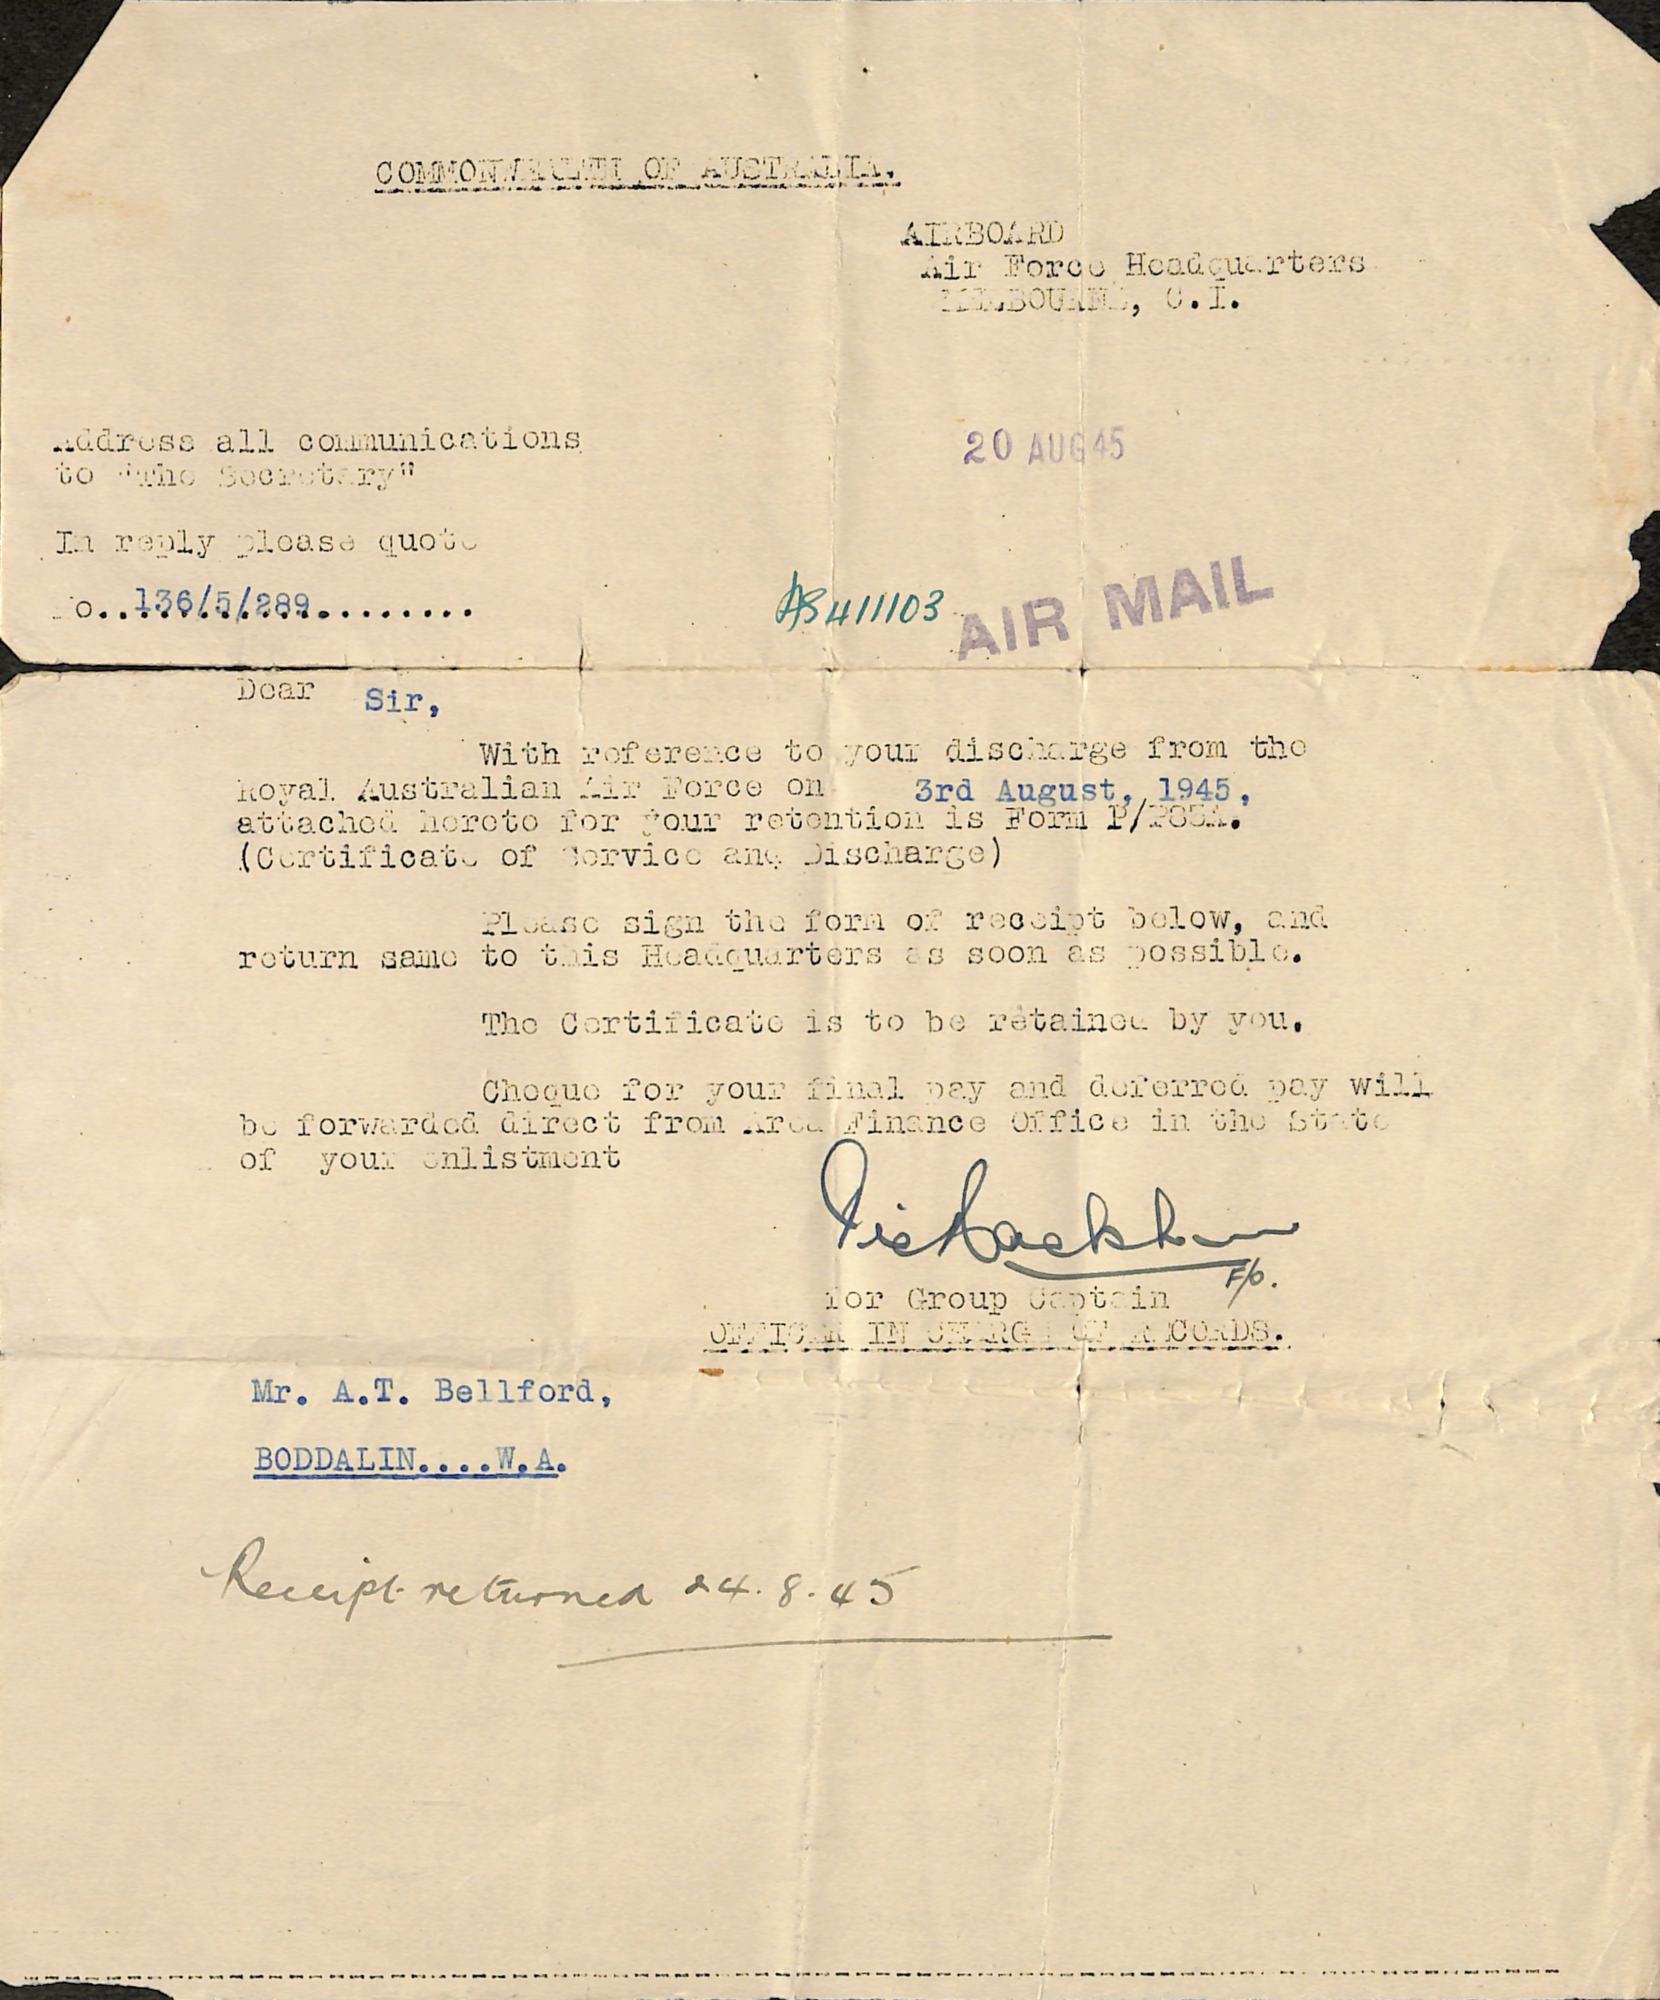 COMMONWEALTH OF AUSTRALIA.
AIRBOARD
Air Force Headquarters
MELBOURNE, C.I.
Address all communications
to "The Secretary"
20 AUG 45
In reply please quote
No..136/5/289........
411103
AIR MAIL
Dear Sir,
With reference to your discharge from the
Royal Australian Air Force on 3rd August, 1945,
attached hereto for your retention is Form P/P85A.
(Certificate of Service and Discharge)
Please sign the form of receipt below, and
return same to this Headquarters as soon as possible.
The Certificate is to be retained by you.
Cheque for your final pay and deferred pay will
be forwarded direct from Area Finance Office in the State
of your enlistment
F/O.
for Group Captain
OFFICER IN CHARGE OF RECORDS.
Mr. A.T. Bellford,
BODDALIN....W.A.
Receipt returned 24.8.45